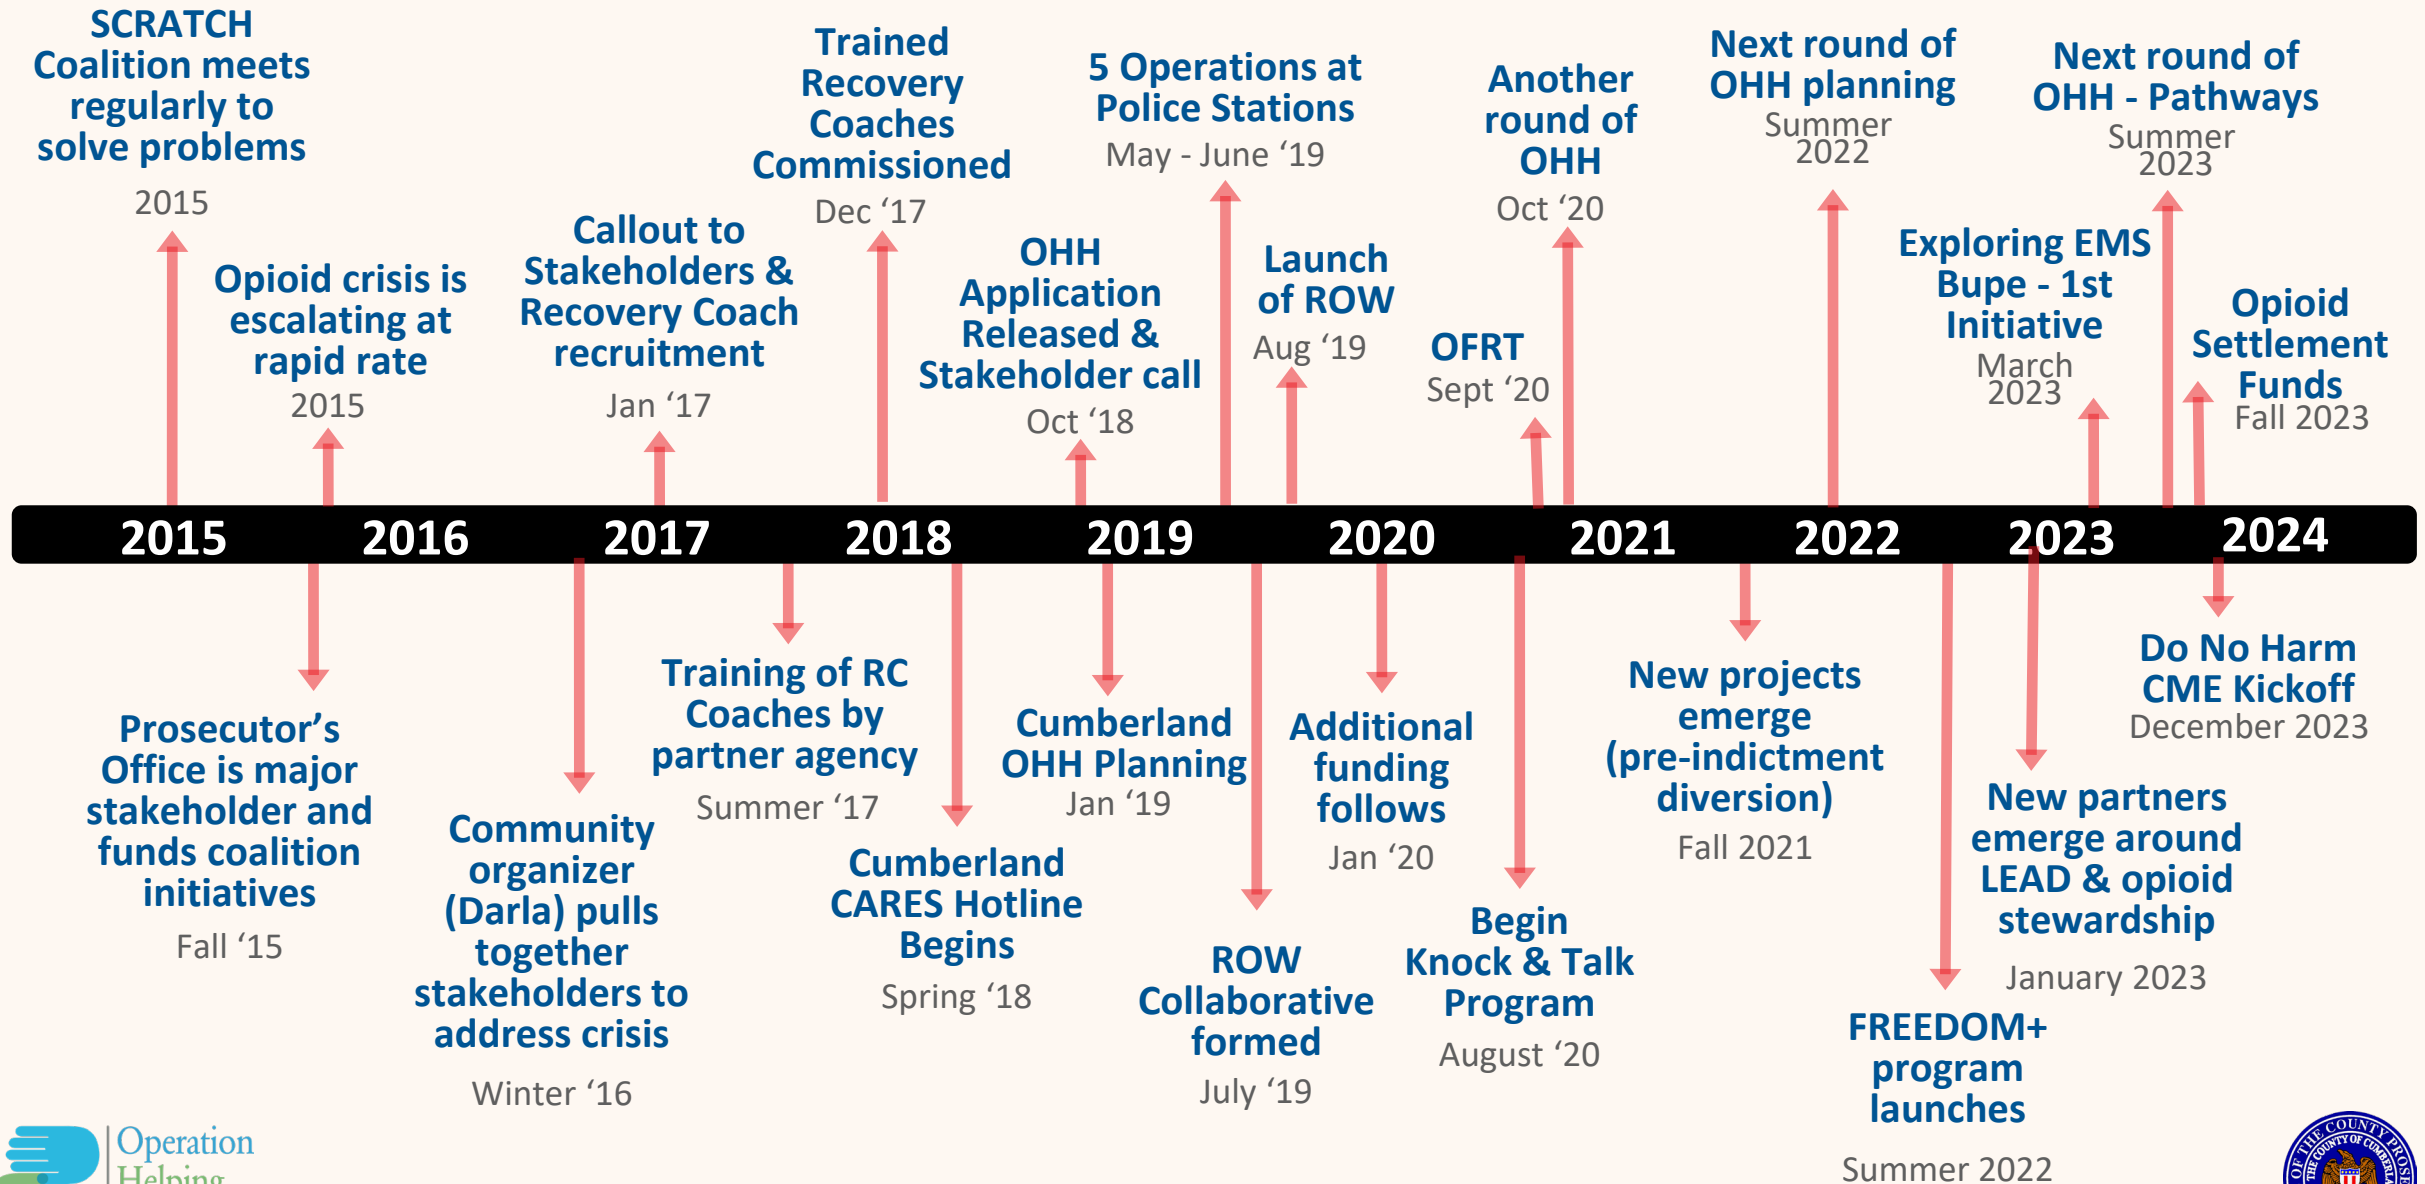 SCRATCH
Coalition meets
regularly to
solve problems
2015
Opioid crisis is
escalating at
rapid rate
2015
Callout to
Stakeholders &
Recovery Coach
recruitment
Jan ‘17
Trained
Recovery
Coaches
Commissioned
Dec ‘17
OHH
Application
Released &
Stakeholder call
Oct ‘18
5 Operations at
Police Stations
May - June ‘19
Launch
of ROW
Aug ‘19
OFRT
Sept ‘20
Another
round of
OHH
Oct ‘20
Next round of
OHH planning
Summer
2022
Exploring EMS
Bupe - 1st
Initiative
March
2023
Next round of
OHH - Pathways
Summer
2023
Opioid
Settlement
Funds
Fall 2023
2015 2016 2017 2018 2019 2020 2021 2022 2023 2024
Prosecutor’s
Office is major
stakeholder and
funds coalition
initiatives
Fall ‘15
Community
organizer
(Darla) pulls
together
stakeholders to
address crisis
Winter ‘16
Training of RC
Coaches by
partner agency
Summer ‘17
Cumberland
CARES Hotline
Begins
Spring ‘18
Cumberland
OHH Planning
Jan ‘19
ROW
Collaborative
formed
July ‘19
Additional
funding
follows
Jan ‘20
Begin
Knock & Talk
Program
August ‘20
New projects
emerge
(pre-indictment
diversion)
Fall 2021
FREEDOM+
program
launches
Summer 2022
New partners
emerge around
LEAD & opioid
stewardship
January 2023
Do No Harm
CME Kickoff
December 2023
Operation
Helping
OF THE COUNTY
THE COUNTY OF